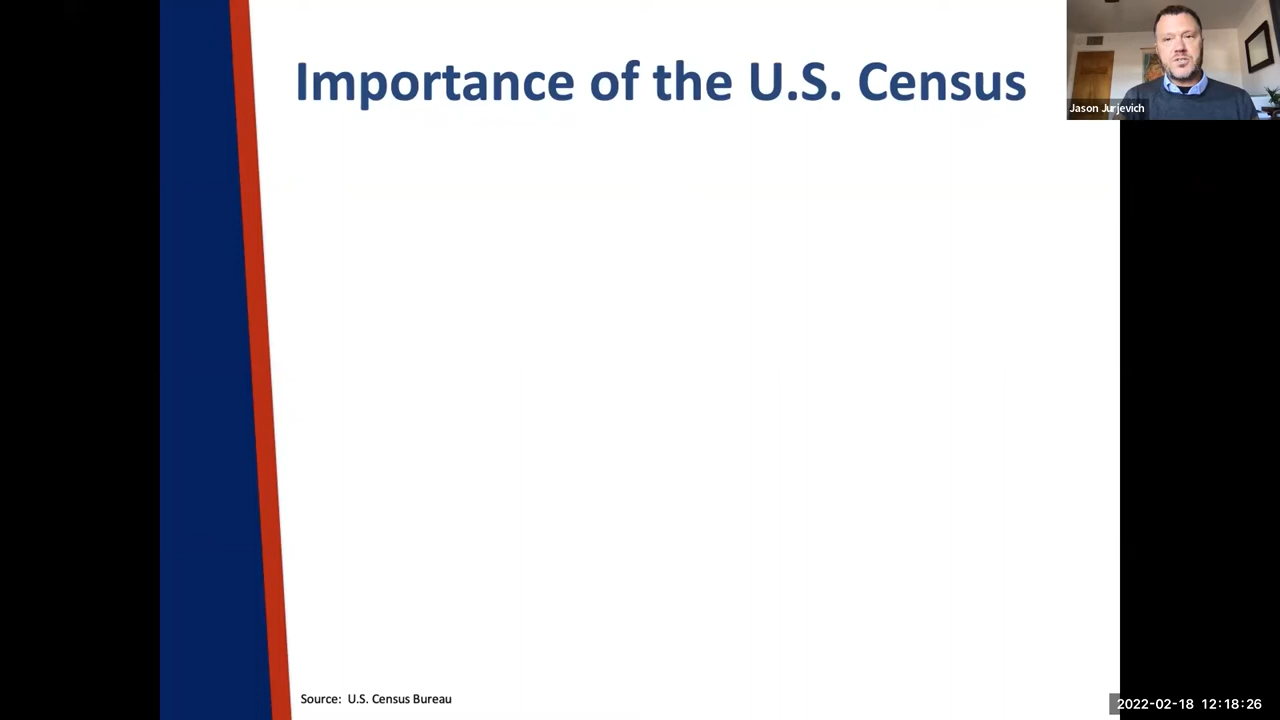 Importance of the U.S. Census
Jason Jurjevich
Source: U.S. Census Bureau
2022-02-18 12:18:26